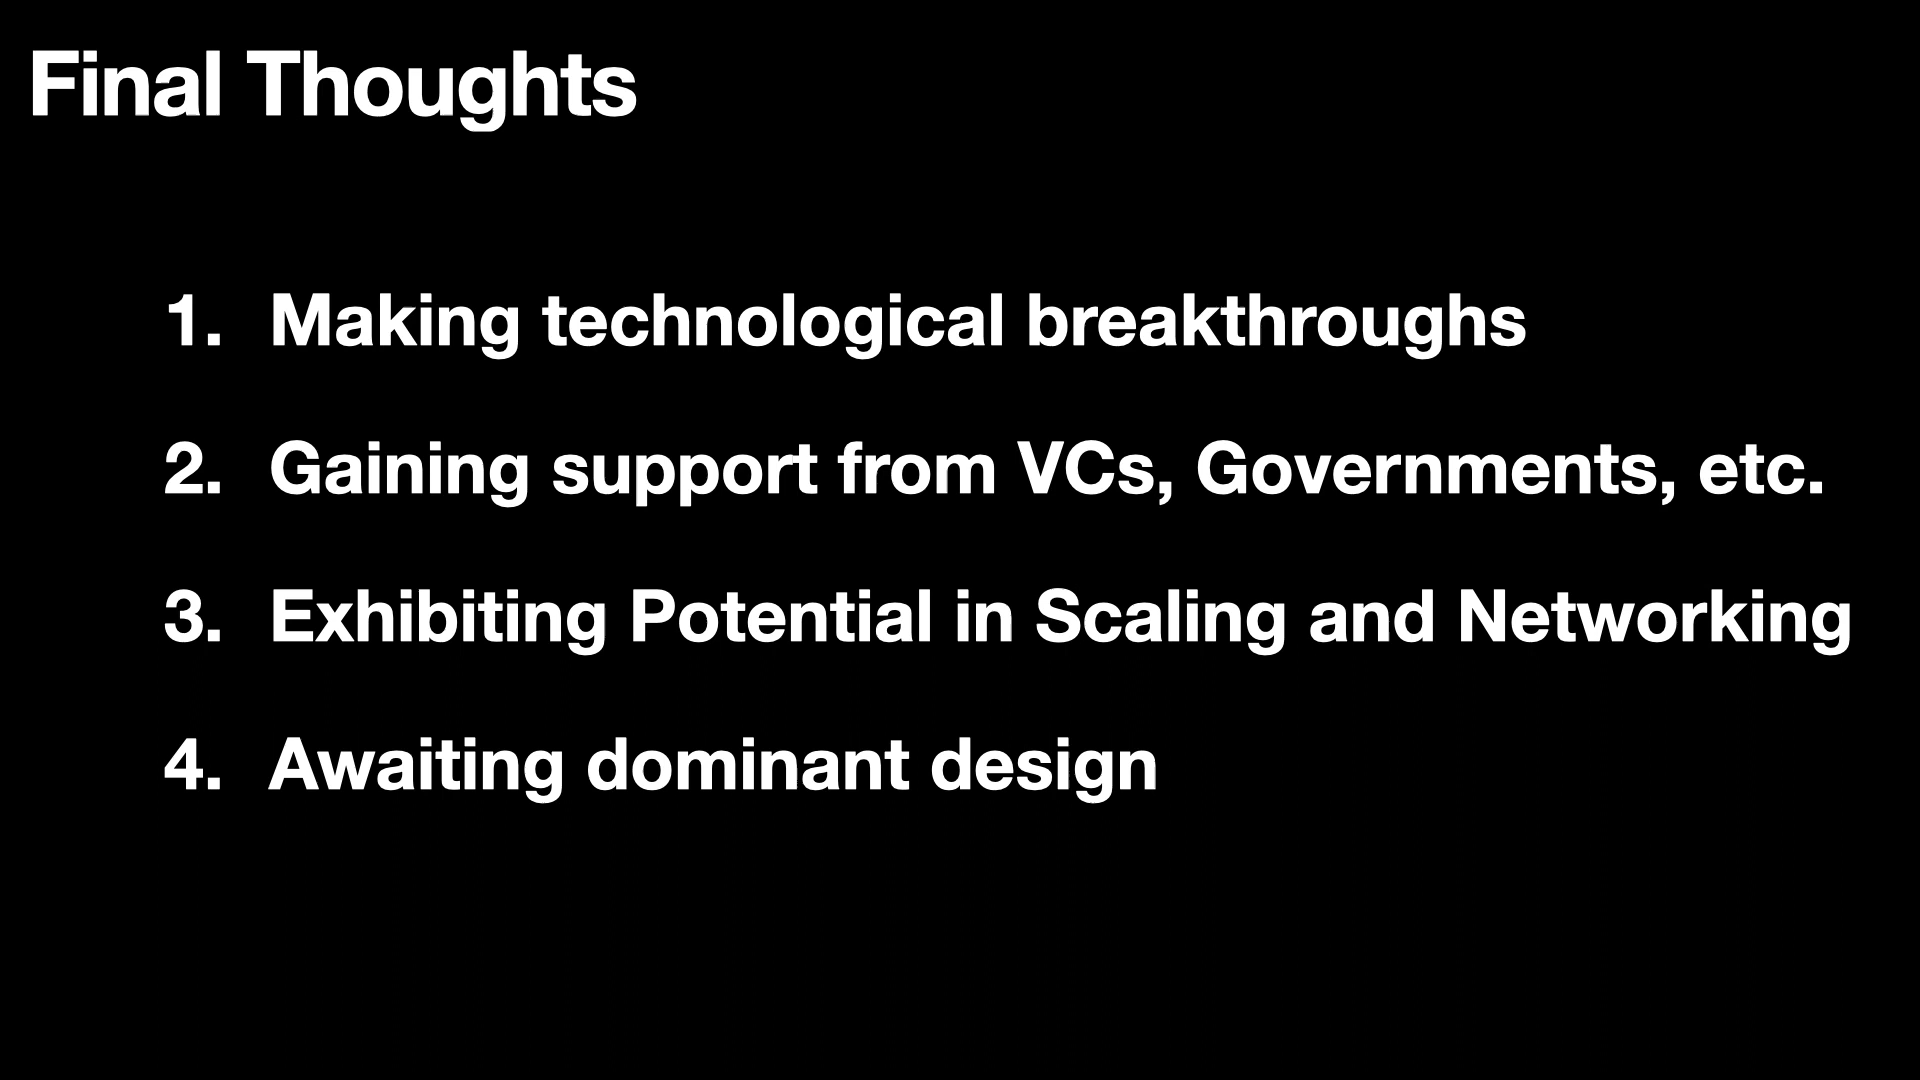 Final Thoughts
1. Making technological breakthroughs
2. Gaining support from VCs, Governments, etc.
3. Exhibiting Potential in Scaling and Networking
4. Awaiting dominant design